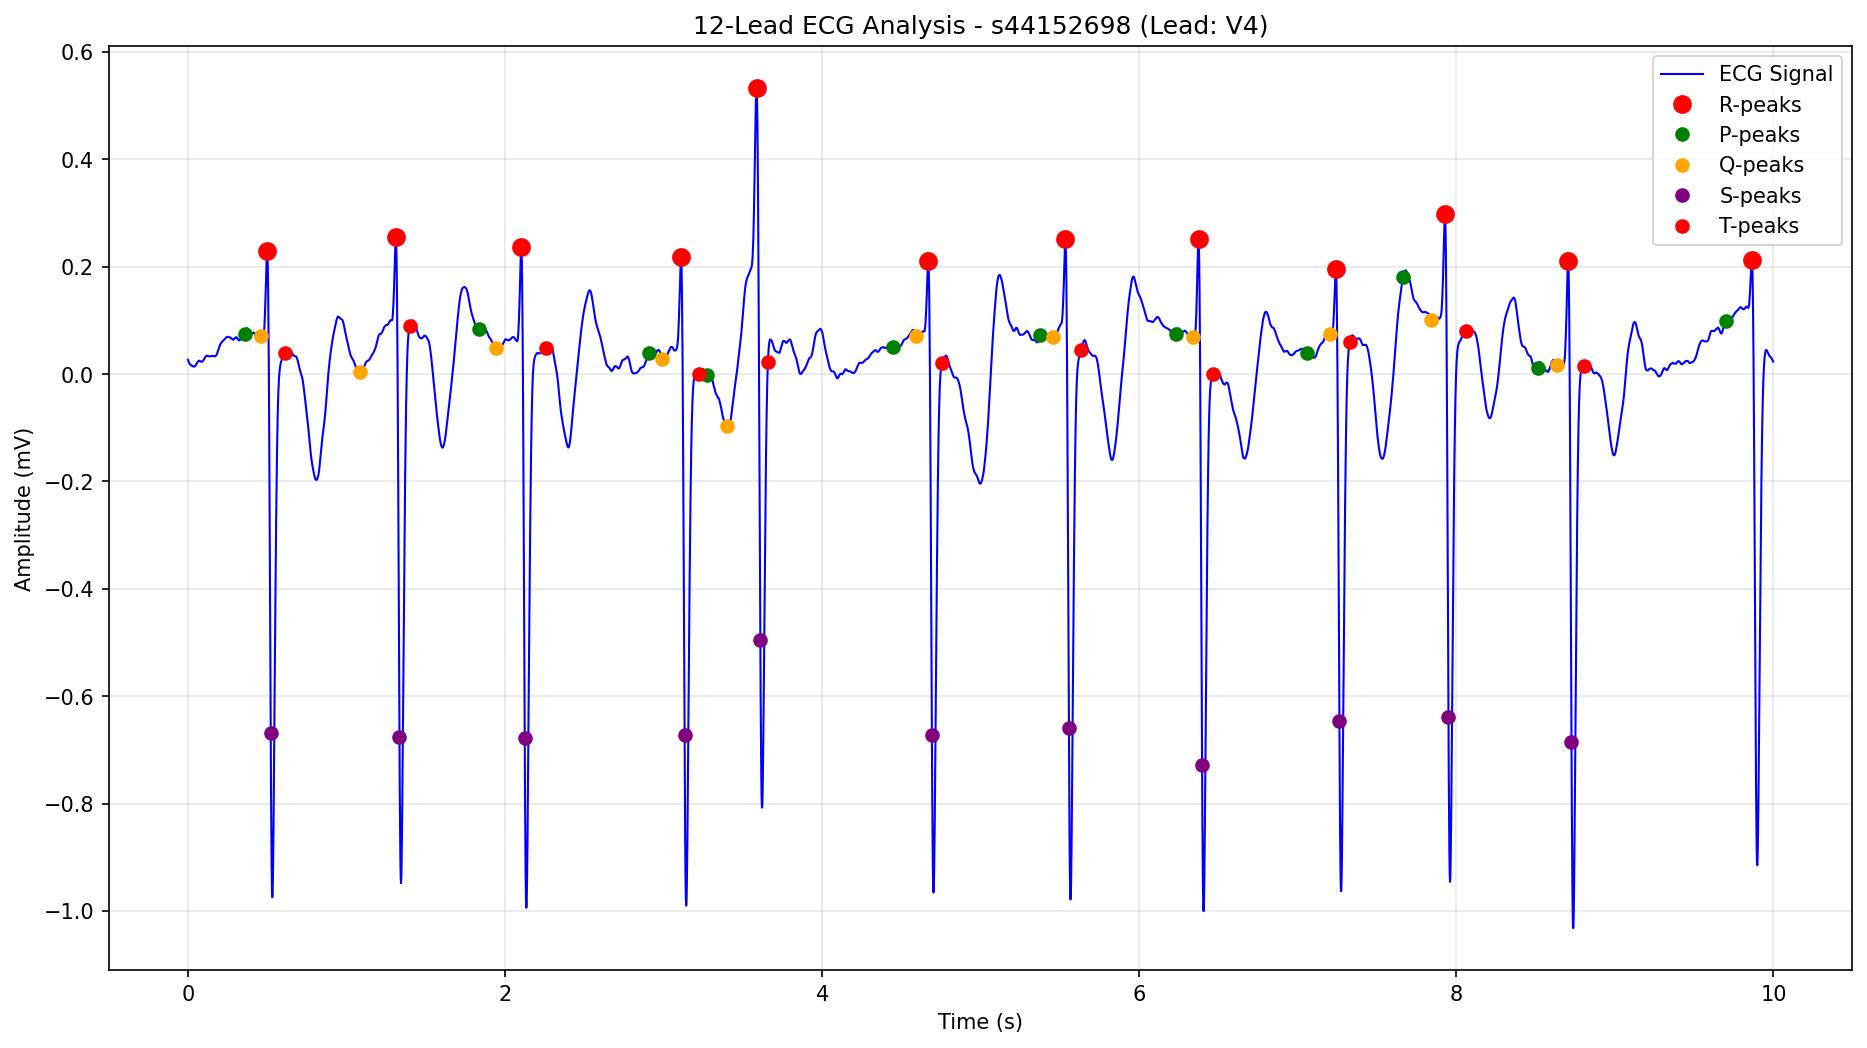 12-Lead ECG Analysis - s44152698 (Lead: V4)
0.6
0.4
0.2
0.0
−0.2
−0.4
−0.6
−0.8
−1.0
Amplitude (mV)
ECG Signal
R-peaks
P-peaks
Q-peaks
S-peaks
T-peaks
0 2 4 6 8 10
Time (s)